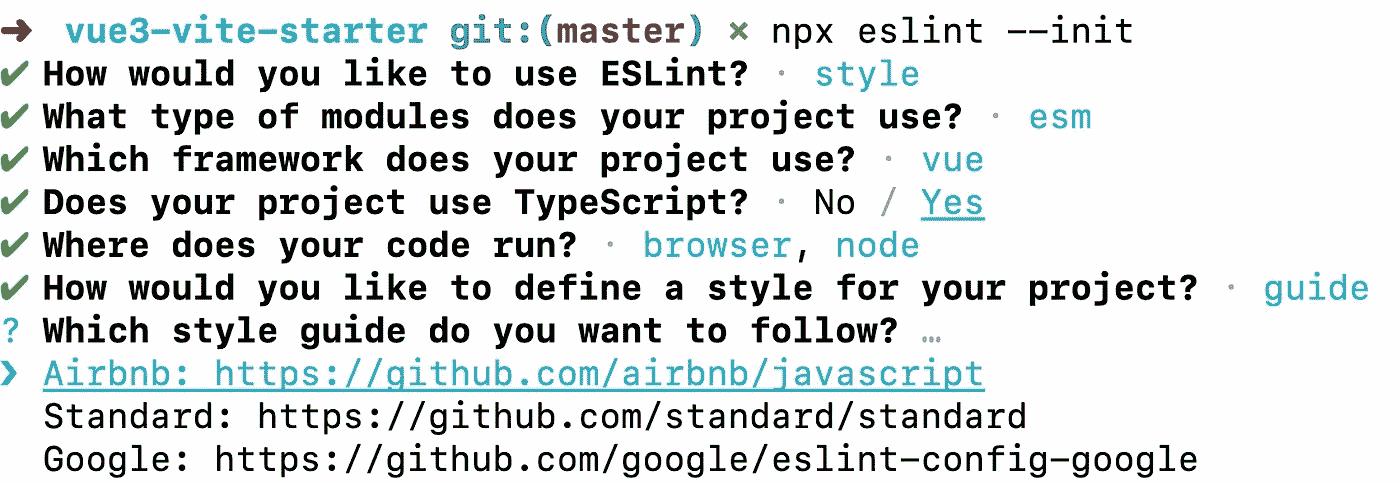 ➜ vue3-vite-starter git:(master) × npx eslint --init
✔ How would you like to use ESLint? · style
✔ What type of modules does your project use? · esm
✔ Which framework does your project use? · vue
✔ Does your project use TypeScript? · No / Yes
✔ Where does your code run? · browser, node
✔ How would you like to define a style for your project? · guide
? Which style guide do you want to follow? …
❯ Airbnb: https://github.com/airbnb/javascript
Standard: https://github.com/standard/standard
Google: https://github.com/google/eslint-config-google